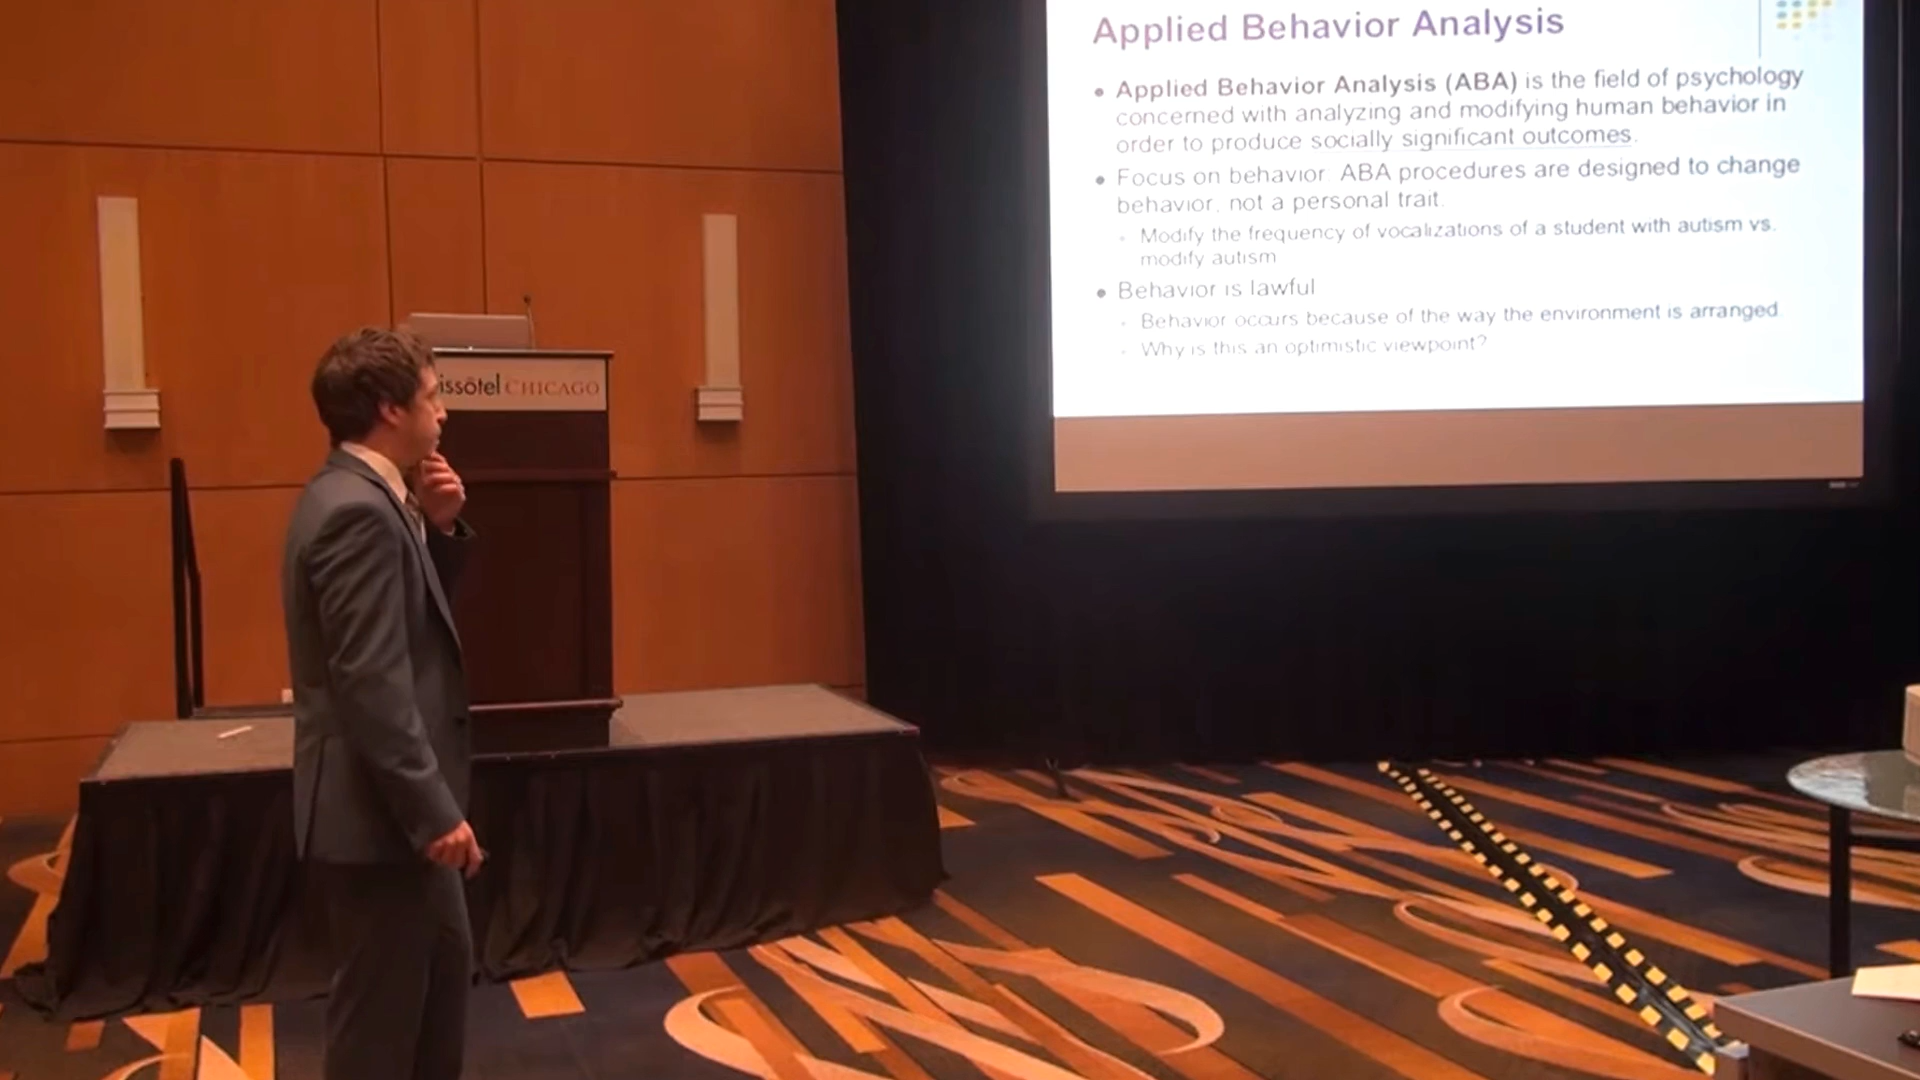 Applied Behavior Analysis
• Applied Behavior Analysis (ABA) is the field of psychology
concerned with analyzing and modifying human behavior in
order to produce socially significant outcomes.
• Focus on behavior. ABA procedures are designed to change
behavior, not a personal trait.
Modify the frequency of vocalizations of a student with autism vs.
modify autism
• Behavior is lawful
Behavior occurs because of the way the environment is arranged.
Why is this an optimistic viewpoint?
issôtel CHICAGO